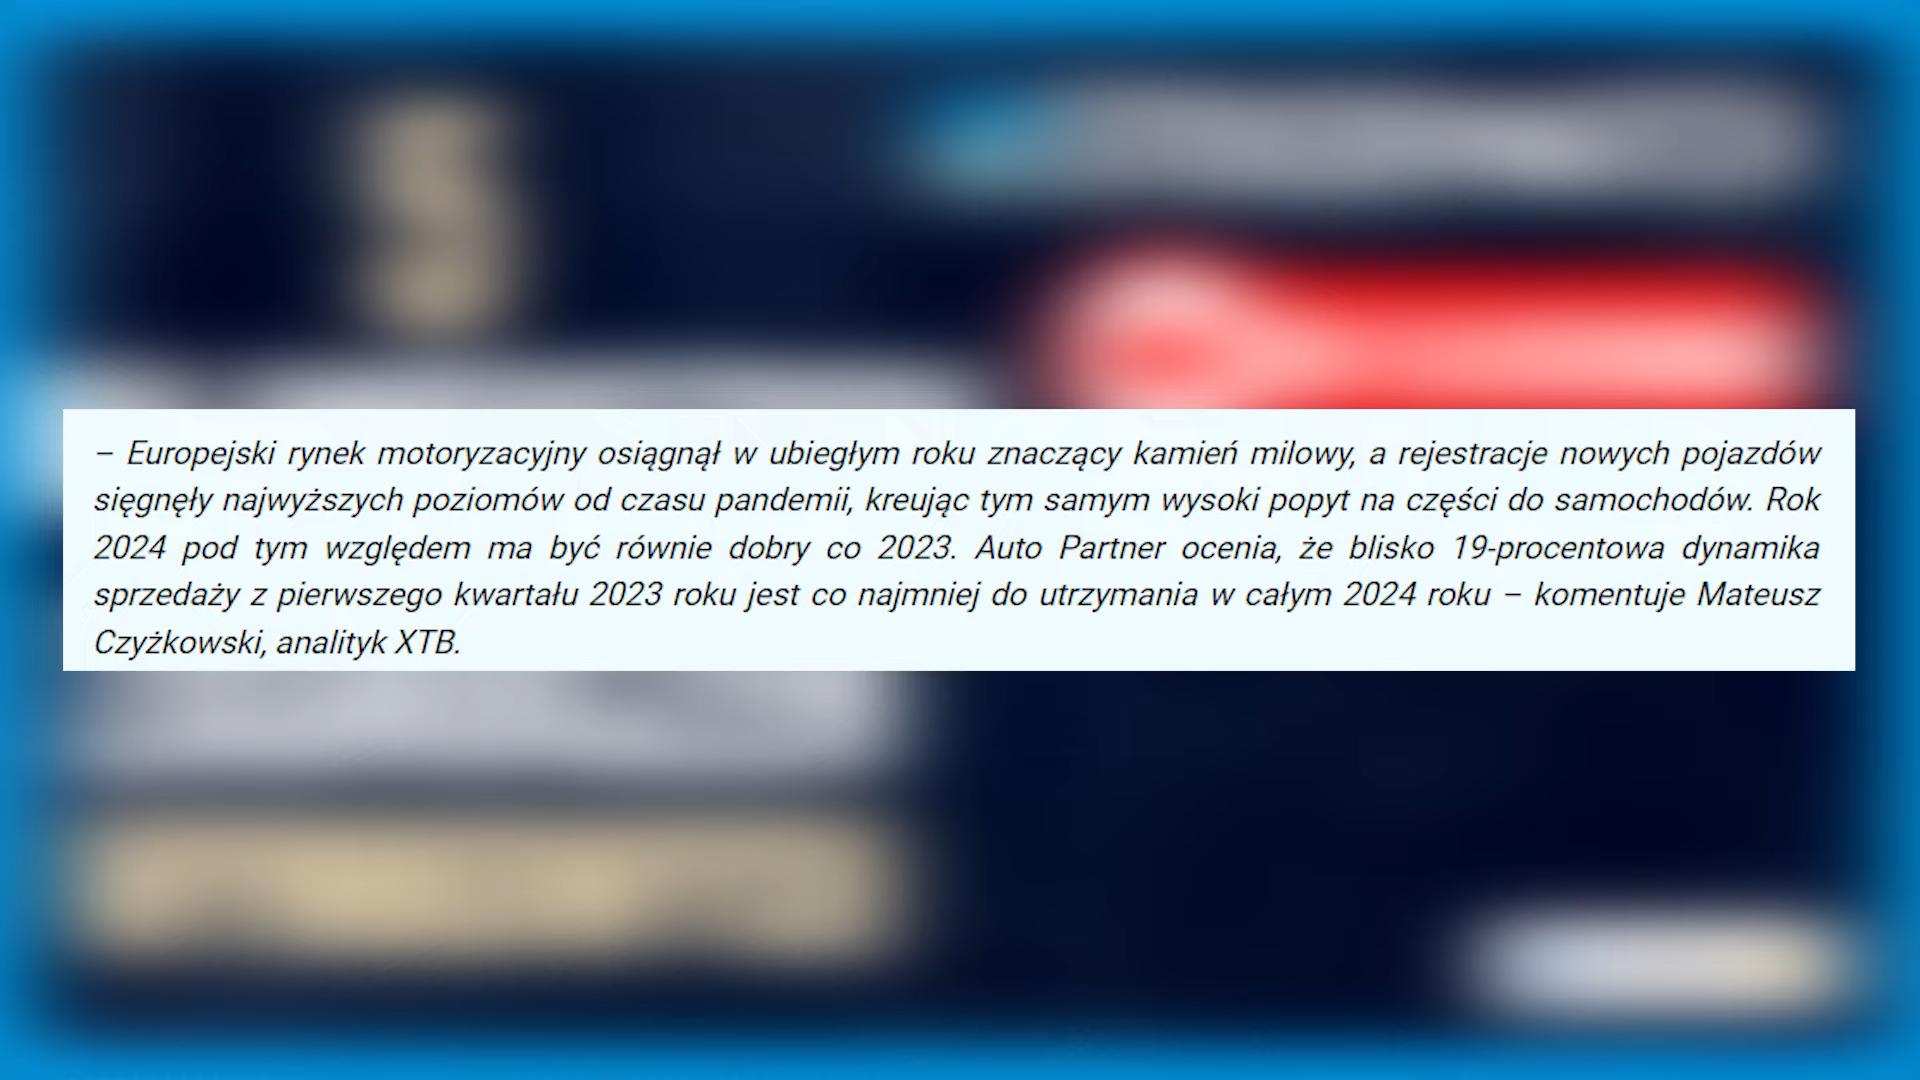 – Europejski rynek motoryzacyjny osiągnął w ubiegłym roku znaczący kamień milowy, a rejestracje nowych pojazdów
sięgnęły najwyższych poziomów od czasu pandemii, kreując tym samym wysoki popyt na części do samochodów. Rok
2024 pod tym względem ma być równie dobry co 2023. Auto Partner ocenia, że blisko 19-procentowa dynamika
sprzedaży z pierwszego kwartału 2023 roku jest co najmniej do utrzymania w całym 2024 roku – komentuje Mateusz
Czyżkowski, analityk XTB.